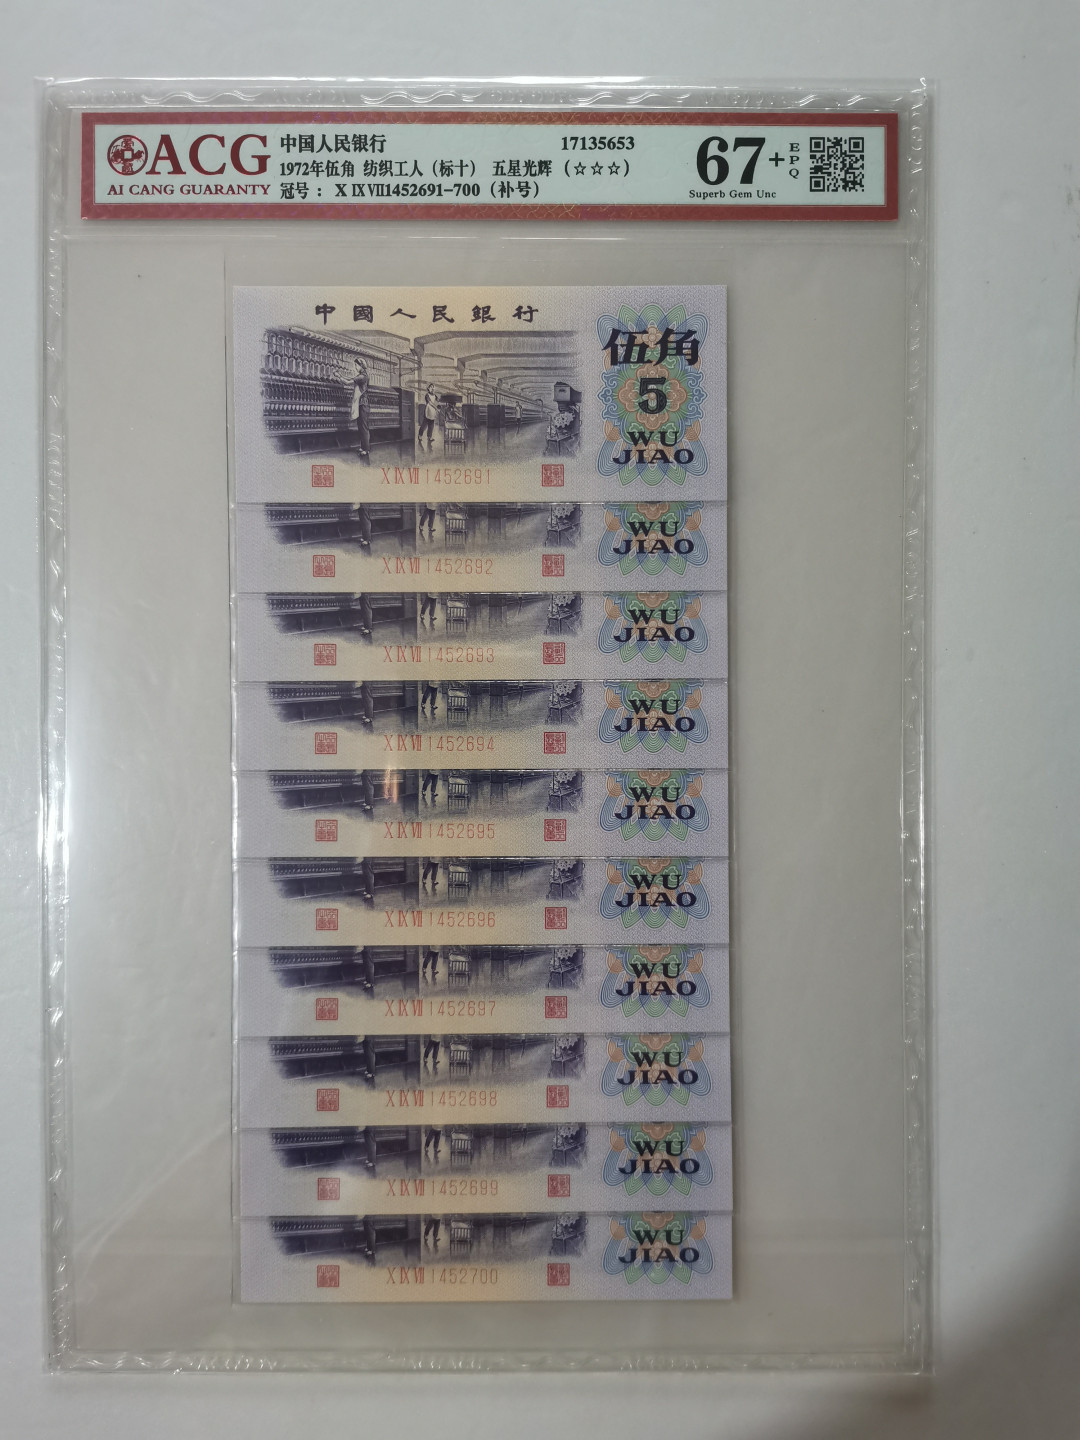 ACG
AI CANG GUARANTY
中国人民银行 17135653
1972年伍角 纺织工人（标十） 五星光辉（☆☆☆）
冠号： X IX VIII1452691-700（补号）
67+
EPQ
Superb Gem Unc
中國人民銀行
伍角
5
WU
JIAO
X IX VIII 1452691
WU
JIAO
X IX VIII 1452692
WU
JIAO
X IX VIII 1452693
WU
JIAO
X IX VIII 1452694
WU
JIAO
X IX VIII 1452695
WU
JIAO
X IX VIII 1452696
WU
JIAO
X IX VIII 1452697
WU
JIAO
X IX VIII 1452698
WU
JIAO
X IX VIII 1452699
WU
JIAO
X IX VIII 1452700